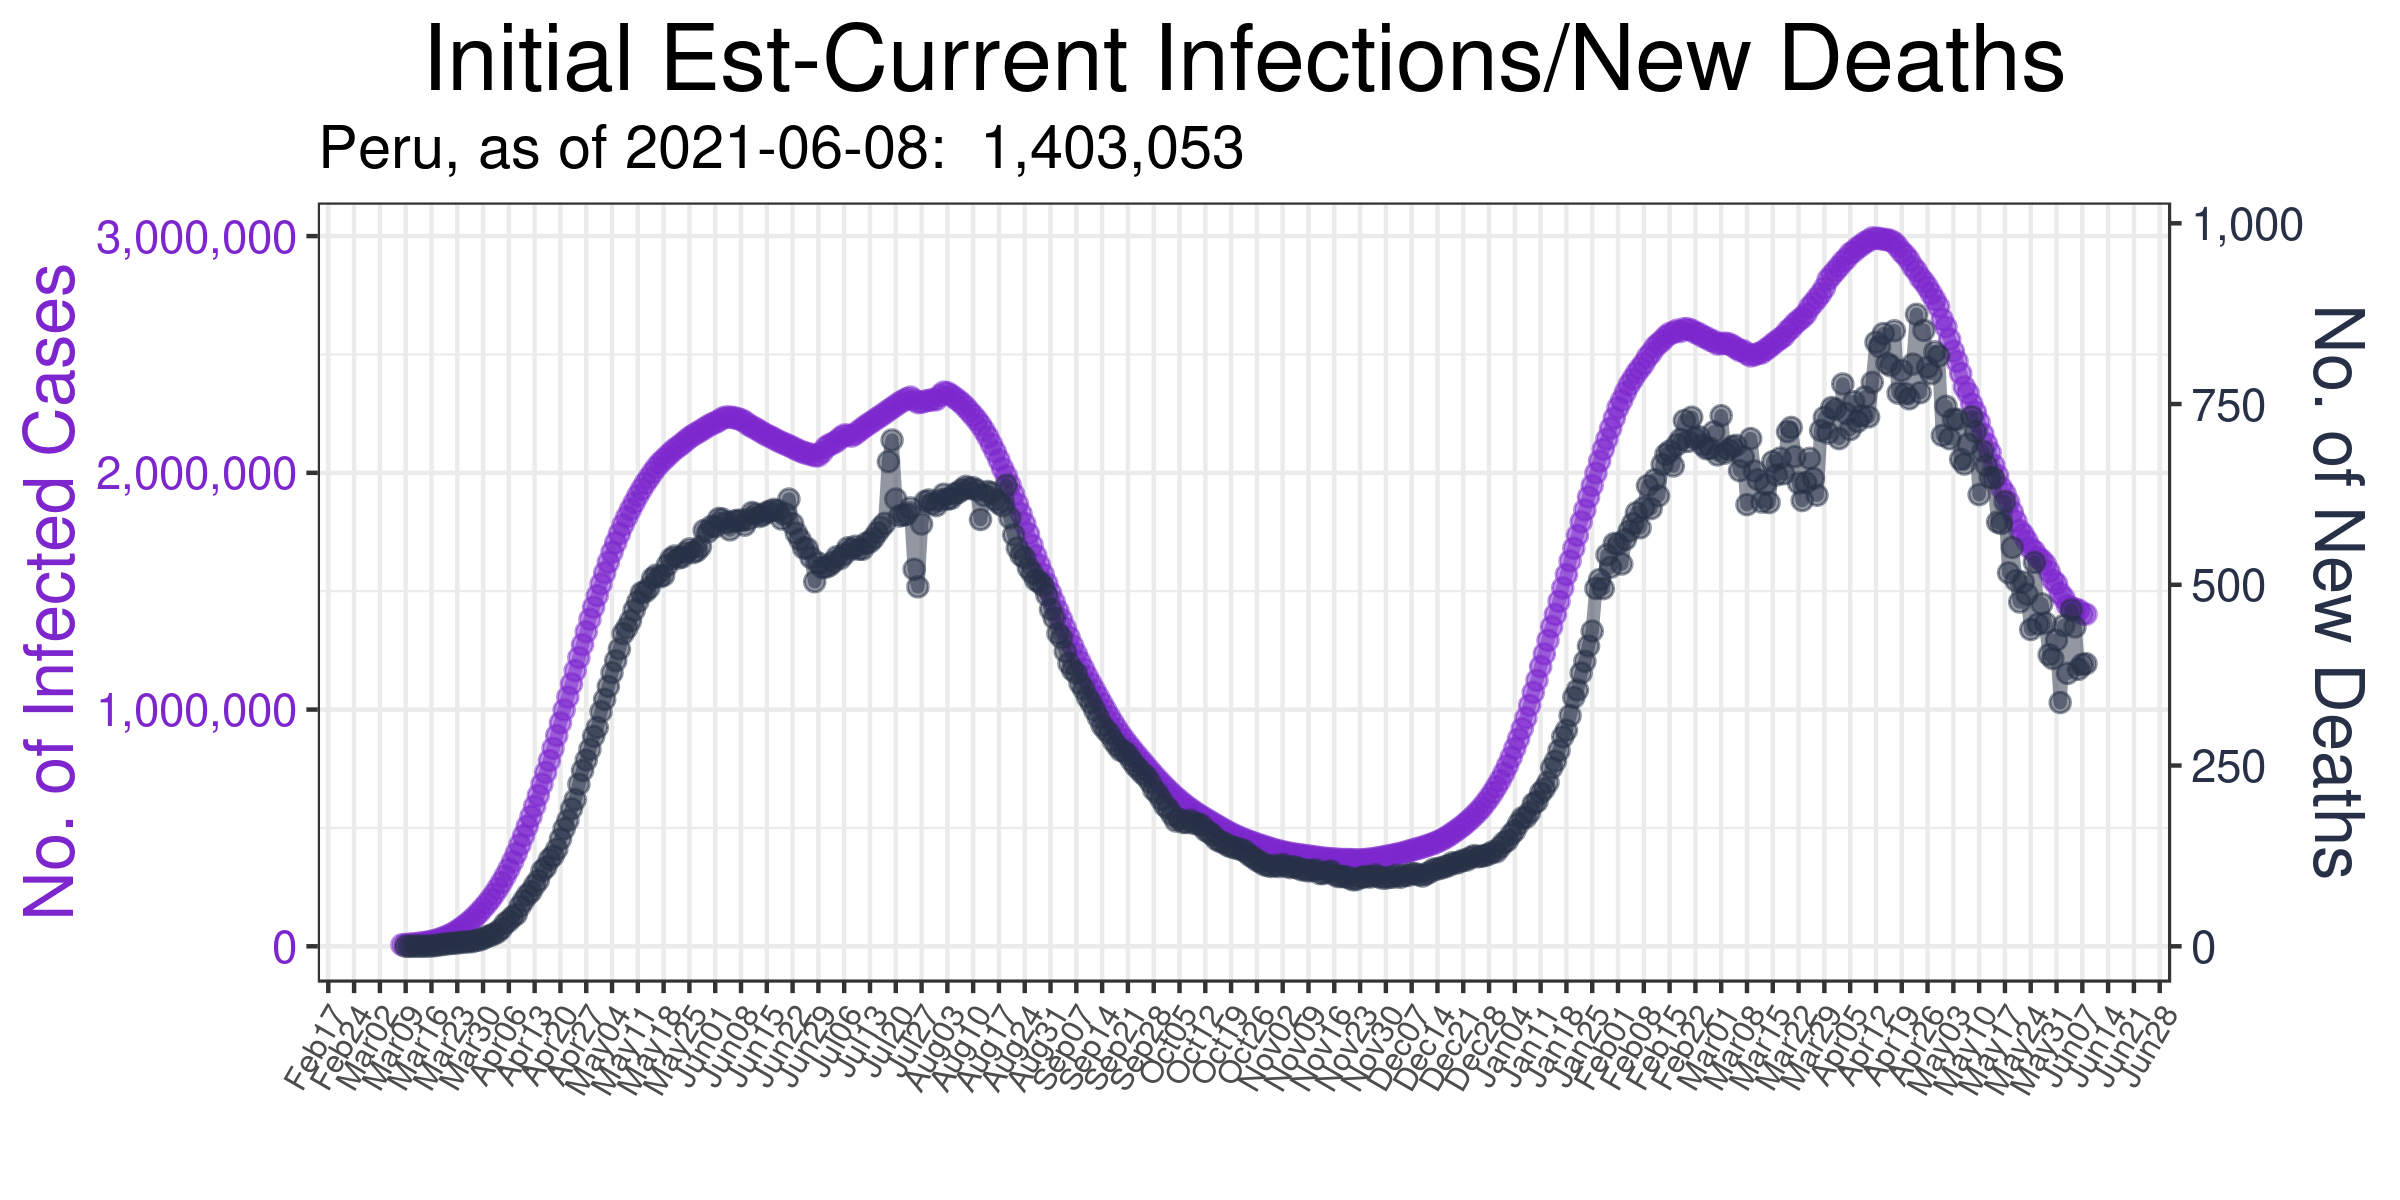 Initial Est-Current Infections/New Deaths
Peru, as of 2021-06-08:  1,403,053
No. of Infected Cases
3,000,000
2,000,000
1,000,000
0
1,000
750
500
250
0
No. of New Deaths
Feb17
Feb24
Mar02
Mar09
Mar16
Mar23
Mar30
Apr06
Apr13
Apr20
Apr27
May04
May11
May18
May25
Jun01
Jun08
Jun15
Jun22
Jun29
Jul06
Jul13
Jul20
Jul27
Aug03
Aug10
Aug17
Aug24
Aug31
Sep07
Sep14
Sep21
Sep28
Oct05
Oct12
Oct19
Oct26
Nov02
Nov09
Nov16
Nov23
Nov30
Dec07
Dec14
Dec21
Dec28
Jan04
Jan11
Jan18
Jan25
Feb01
Feb08
Feb15
Feb22
Mar01
Mar08
Mar15
Mar22
Mar29
Apr05
Apr12
Apr19
Apr26
May03
May10
May17
May24
May31
Jun07
Jun14
Jun21
Jun28